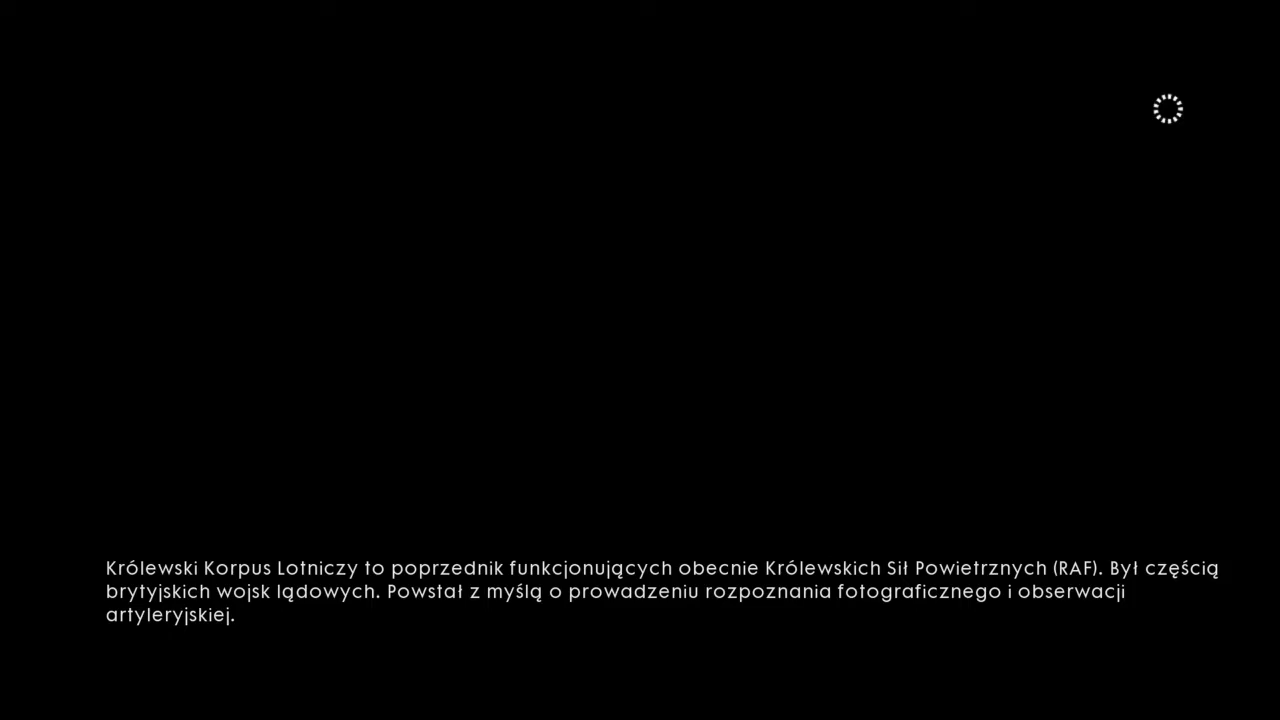 Królewski Korpus Lotniczy to poprzednik funkcjonujących obecnie Królewskich Sił Powietrznych (RAF). Był częścią
brytyjskich wojsk lądowych. Powstał z myślą o prowadzeniu rozpoznania fotograficznego i obserwacji
artyleryjskiej.